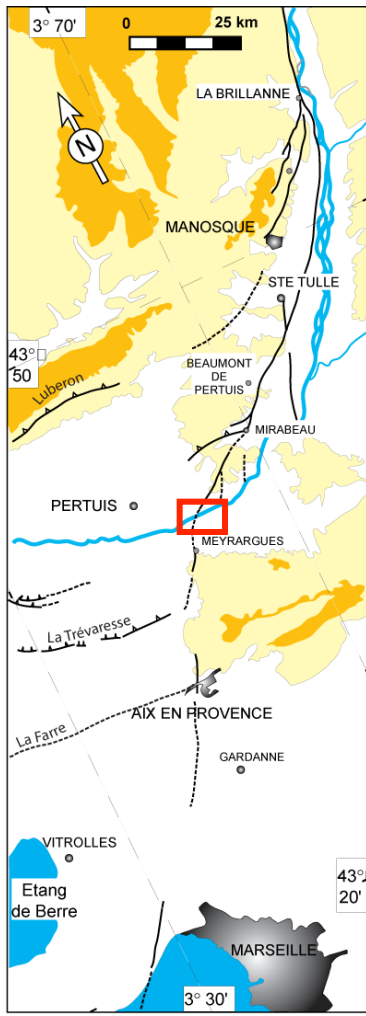 3° 70'
0 25 km
LA BRILLANNE
N
MANOSQUE
STE TULLE
43°
50
Luberon
BEAUMONT
DE
PERTUIS
MIRABEAU
PERTUIS
MEYRARGUES
La Trévaresse
AIX EN PROVENCE
La Farre
GARDANNE
VITROLLES
43°
20'
Etang
de Berre
MARSEILLE
3° 30'